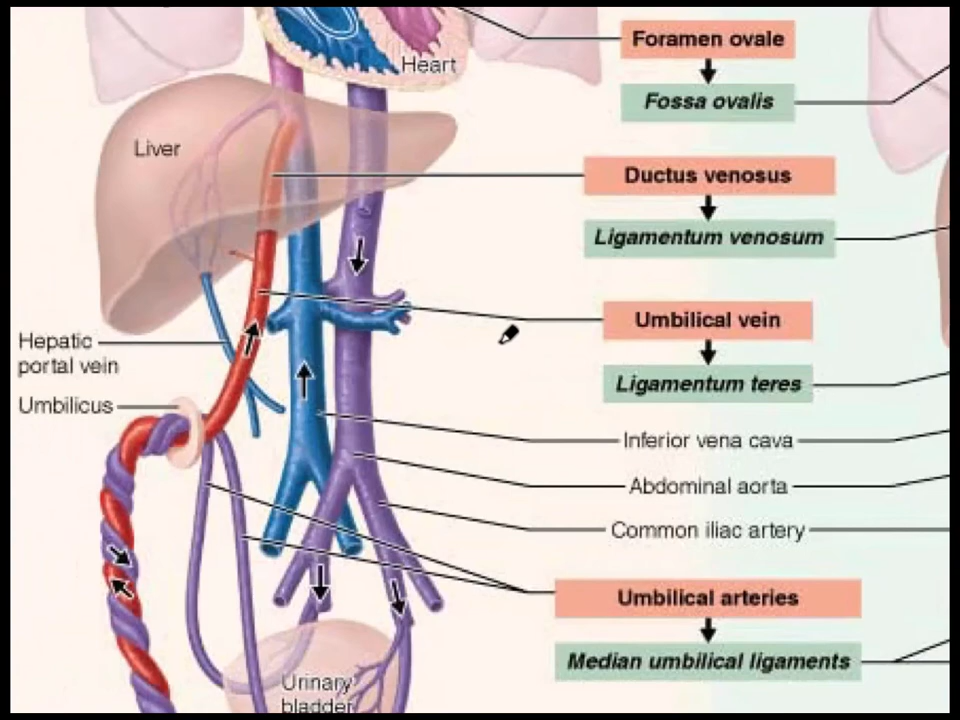 Heart
Foramen ovale
Fossa ovalis
Liver
Ductus venosus
Ligamentum venosum
Umbilical vein
Hepatic
portal vein
Ligamentum teres
Umbilicus
Inferior vena cava
Abdominal aorta
Common iliac artery
Umbilical arteries
Median umbilical ligaments
Urinary
bladder